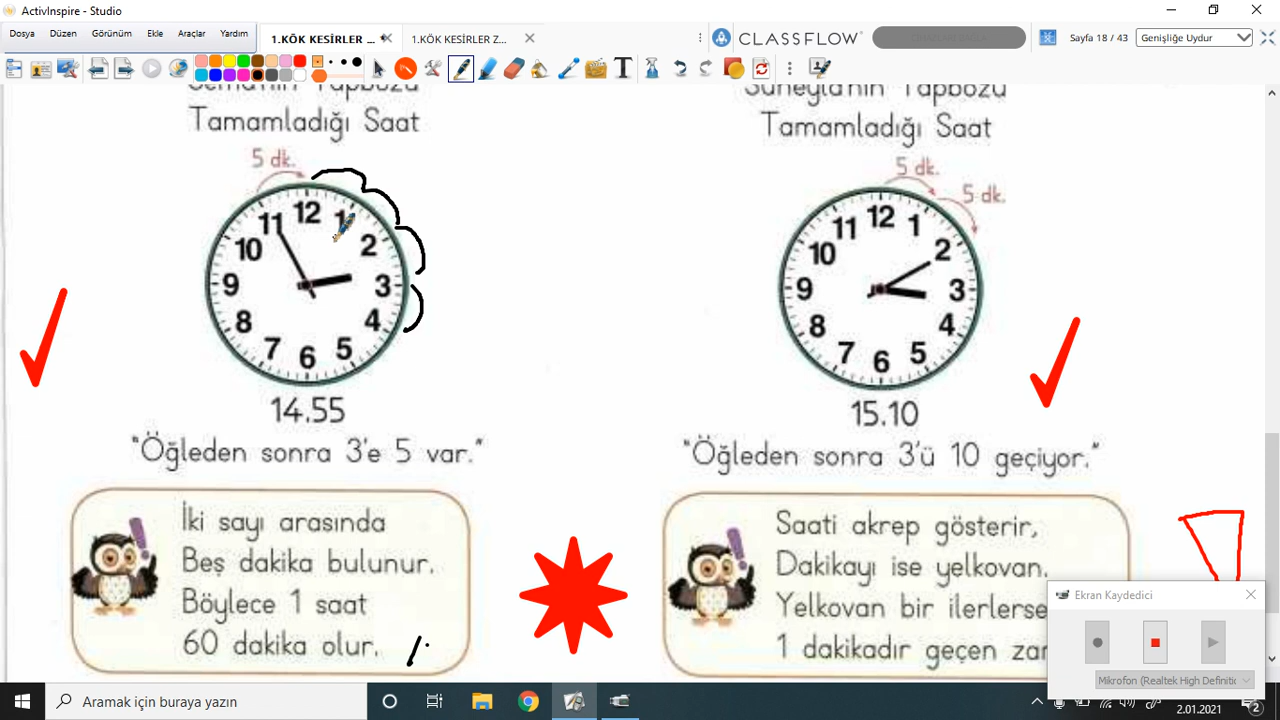 ActivInspire - Studio
Dosya Düzen Görünüm Ekle Araçlar Yardım
1.KÖK KESİRLER ...
1.KÖK KESİRLER Z...
CLASSFLOW
Sayfa 18 / 43
Genişliğe Uydur
Tamamladığı Saat
5 dk.
12 1 2 3 4 5 6 7 8 9 10 11
14.55
"Öğleden sonra 3'e 5 var."
İki sayı arasında
Beş dakika bulunur.
Böylece 1 saat
60 dakika olur.
Tamamladığı Saat
5 dk.
5 dk.
12 1 2 3 4 5 6 7 8 9 10 11
15.10
"Öğleden sonra 3'ü 10 geçiyor."
Saati akrep gösterir,
Dakikayı ise yelkovan.
Yelkovan bir ilerlerse
1 dakikadır geçen
Ekran Kaydedici
Mikrofon (Realtek High Definitic
Aramak için buraya yazın
2.01.2021
2